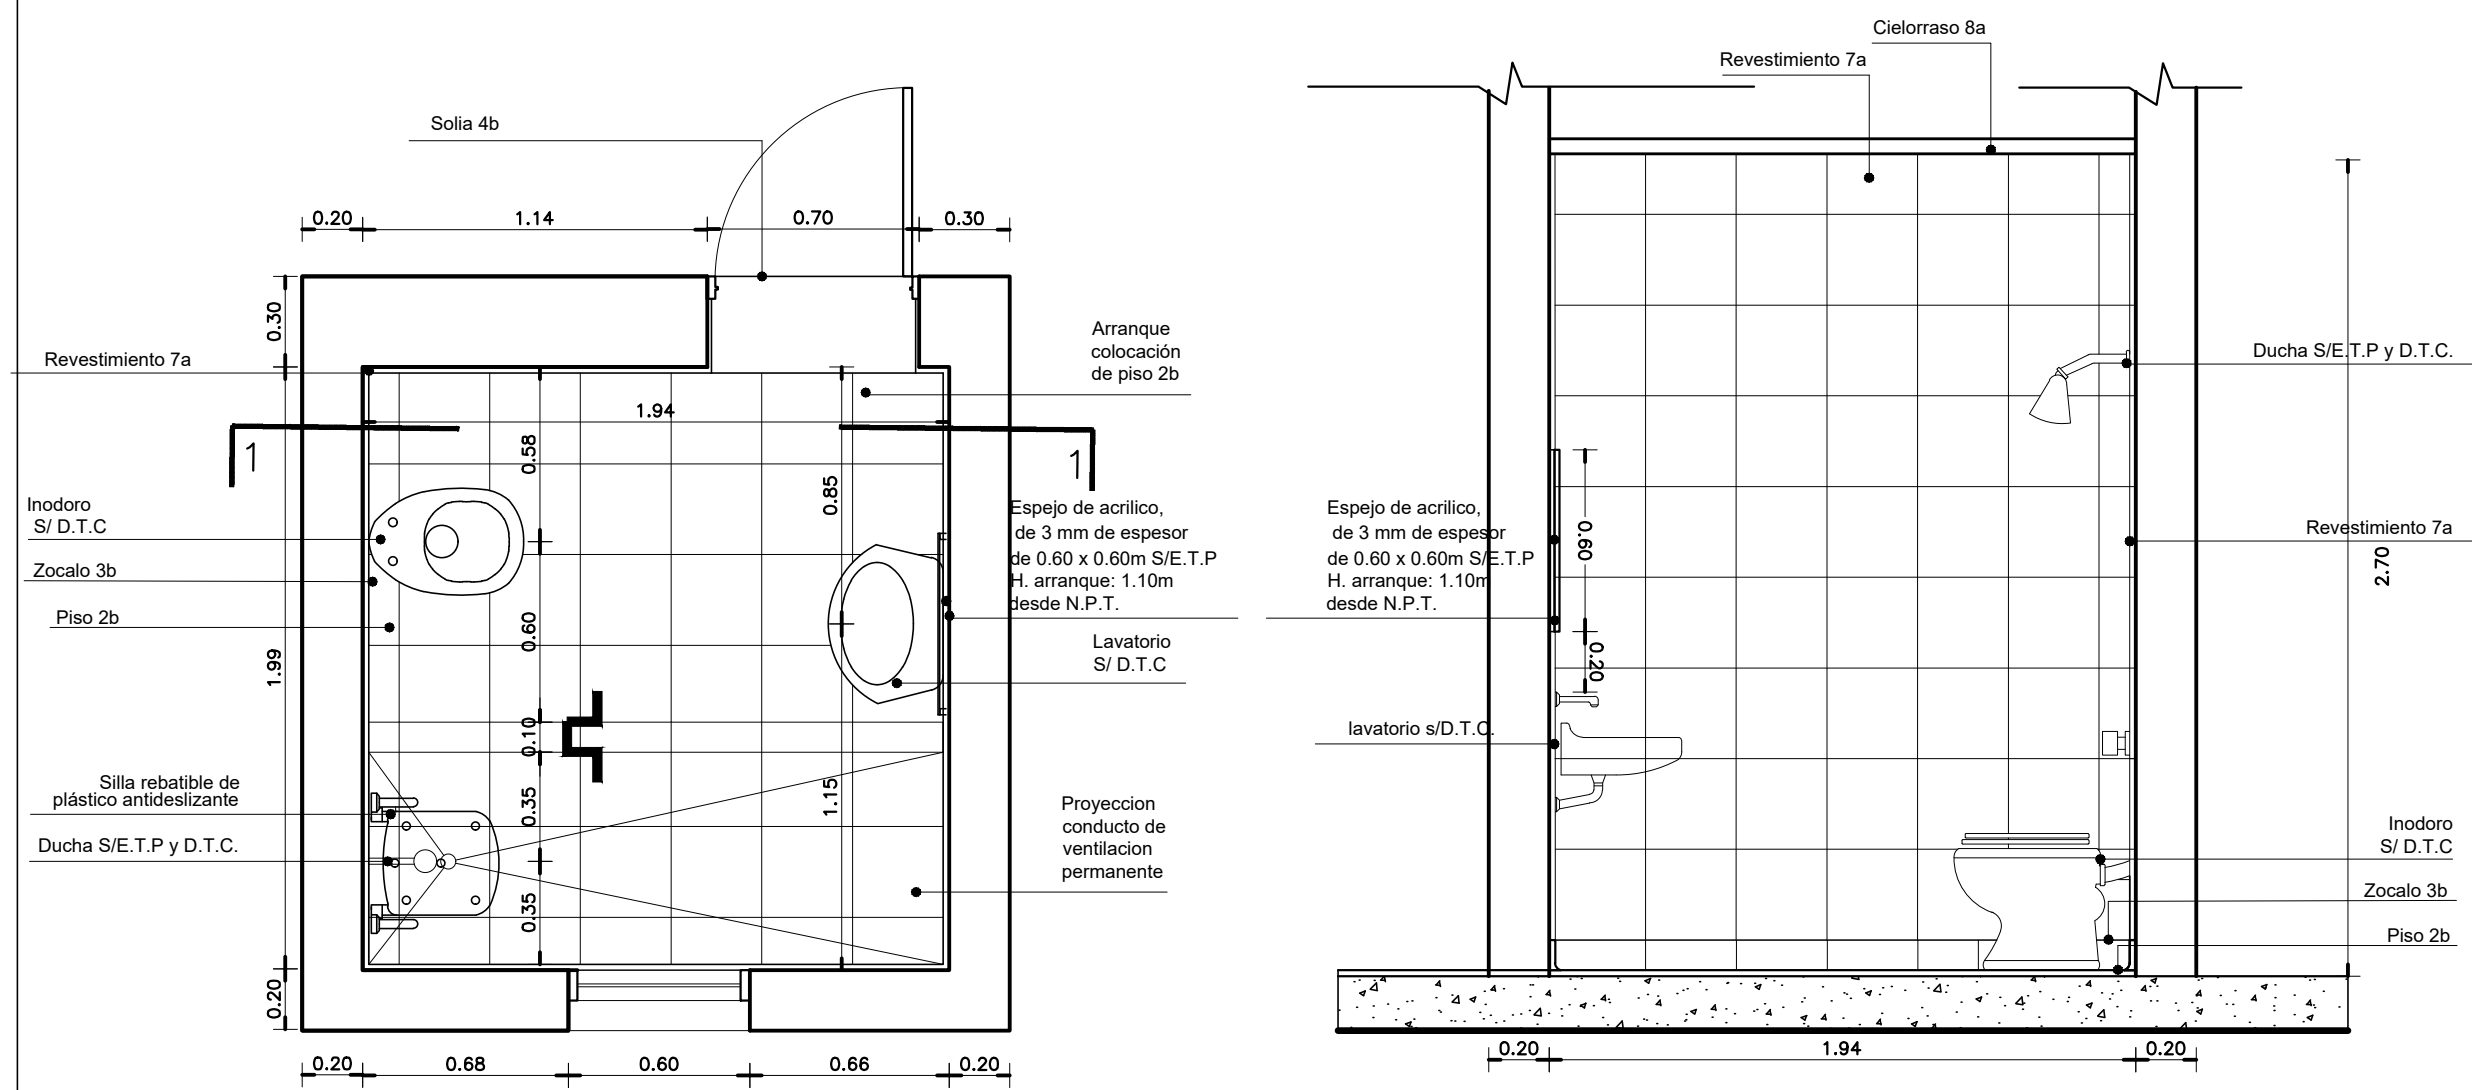 Solia 4b
0.20
1.14
0.70
0.30
0.30
Revestimiento 7a
Arranque
colocación
de piso 2b
1.94
1
1
0.58
0.85
Inodoro
S/ D.T.C
Espejo de acrilico,
de 3 mm de espesor
de 0.60 x 0.60m S/E.T.P
H. arranque: 1.10m
desde N.P.T.
Zocalo 3b
Piso 2b
0.60
Lavatorio
S/ D.T.C
1.99
0.10
Silla rebatible de
plástico antideslizante
0.35
1.15
Proyeccion
conducto de
ventilacion
permanente
Ducha S/E.T.P y D.T.C.
0.35
0.20
0.20
0.68
0.60
0.66
0.20
Cielorraso 8a
Revestimiento 7a
Ducha S/E.T.P y D.T.C.
Espejo de acrilico,
de 3 mm de espesor
de 0.60 x 0.60m S/E.T.P
H. arranque: 1.10m
desde N.P.T.
0.60
Revestimiento 7a
2.70
0.20
lavatorio s/D.T.C.
Inodoro
S/ D.T.C
Zocalo 3b
Piso 2b
0.20
1.94
0.20